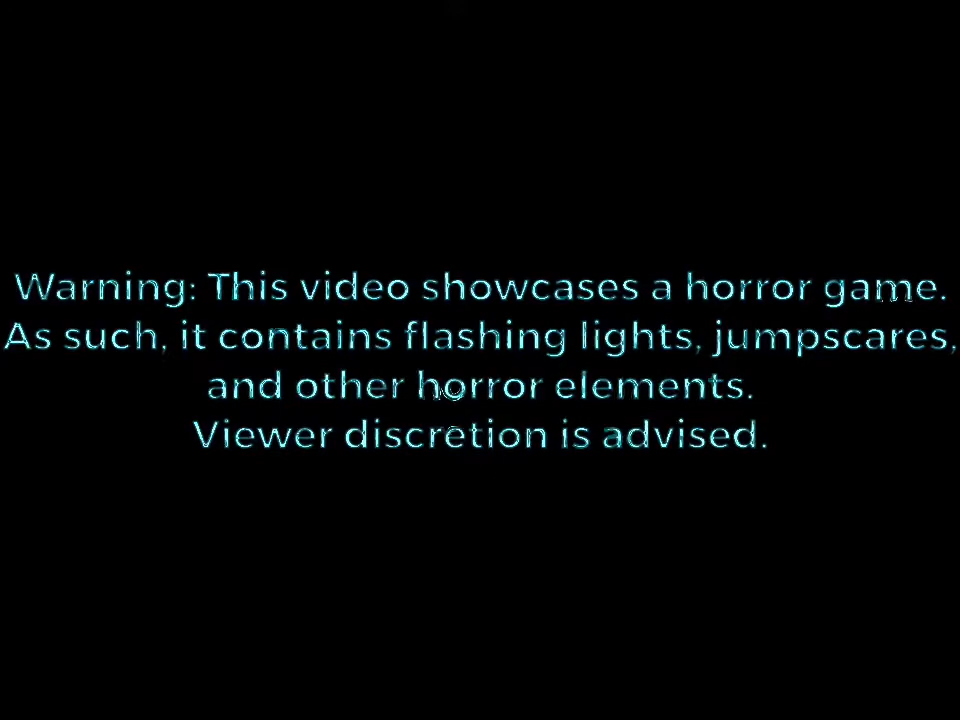 Warning: This video showcases a horror game.
As such, it contains flashing lights, jumpscares,
and other horror elements.
Viewer discretion is advised.